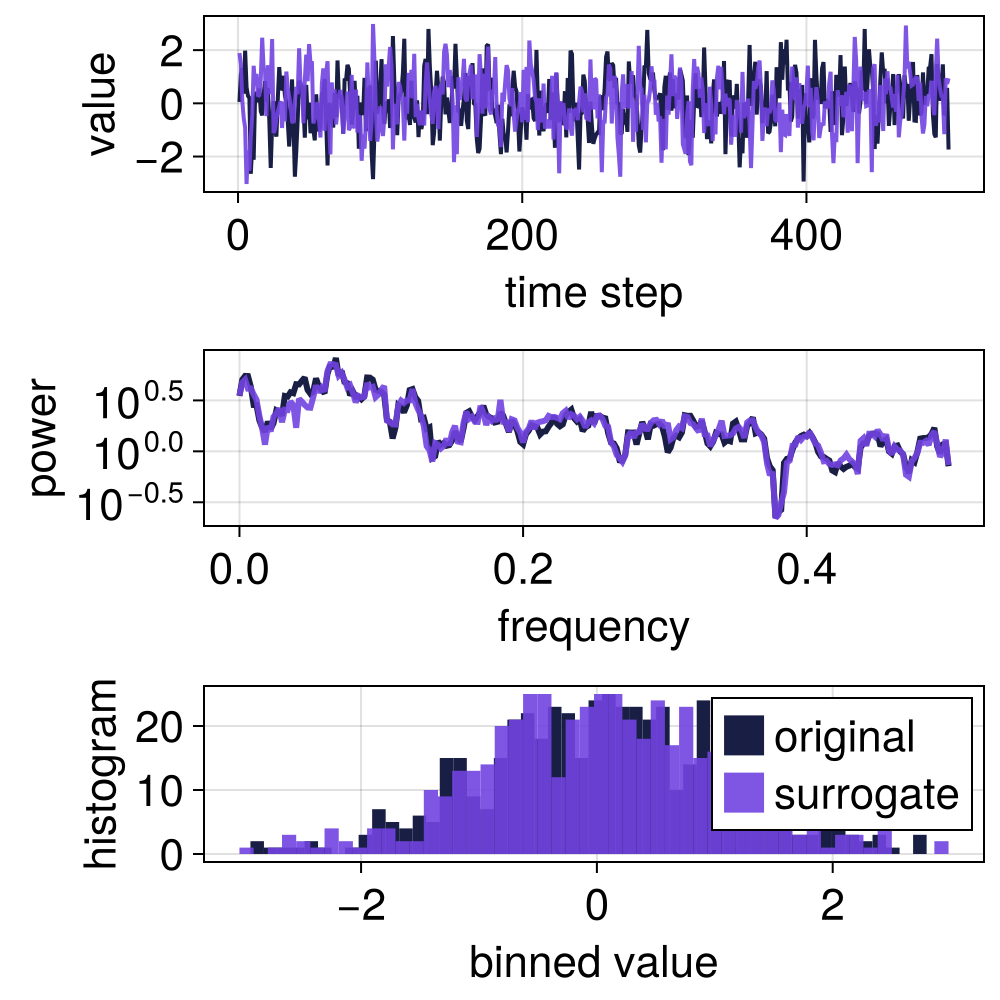 value
2
0
−2
0 200 400
time step
power
10^0.5
10^0.0
10^−0.5
0.0 0.2 0.4
frequency
histogram
20
10
0
original
surrogate
−2 0 2
binned value